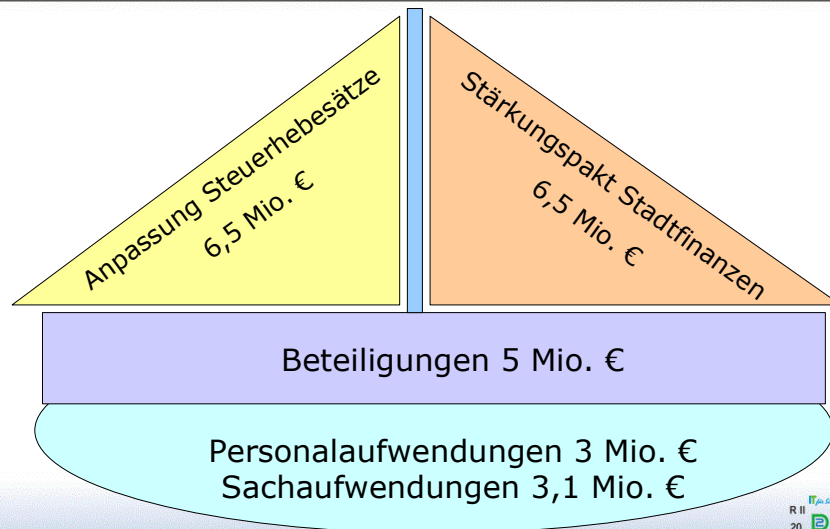 Anpassung Steuerhebesätze
6,5 Mio. €
Stärkungspakt Stadtfinanzen
6,5 Mio. €
Beteiligungen 5 Mio. €
Personalaufwendungen 3 Mio. €
Sachaufwendungen 3,1 Mio. €
R II
20